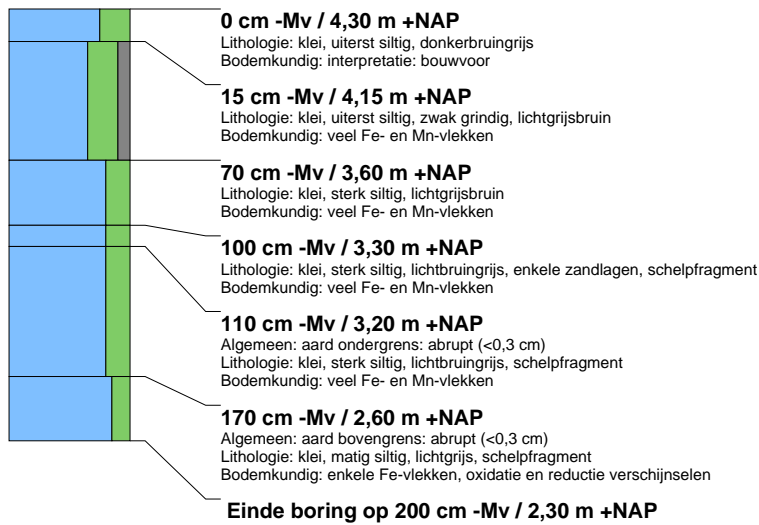 0 cm -Mv / 4,30 m +NAP
Lithologie: klei, uiterst siltig, donkerbruingrijs
Bodemkundig: interpretatie: bouwvoor
15 cm -Mv / 4,15 m +NAP
Lithologie: klei, uiterst siltig, zwak grindig, lichtgrijsbruin
Bodemkundig: veel Fe- en Mn-vlekken
70 cm -Mv / 3,60 m +NAP
Lithologie: klei, sterk siltig, lichtgrijsbruin
Bodemkundig: veel Fe- en Mn-vlekken
100 cm -Mv / 3,30 m +NAP
Lithologie: klei, sterk siltig, lichtbruingrijs, enkele zandlagen, schelpfragment
Bodemkundig: veel Fe- en Mn-vlekken
110 cm -Mv / 3,20 m +NAP
Algemeen: aard ondergrens: abrupt (<0,3 cm)
Lithologie: klei, sterk siltig, lichtbruingrijs, schelpfragment
Bodemkundig: veel Fe- en Mn-vlekken
170 cm -Mv / 2,60 m +NAP
Algemeen: aard bovengrens: abrupt (<0,3 cm)
Lithologie: klei, matig siltig, lichtgrijs, schelpfragment
Bodemkundig: enkele Fe-vlekken, oxidatie en reductie verschijnselen
Einde boring op 200 cm -Mv / 2,30 m +NAP